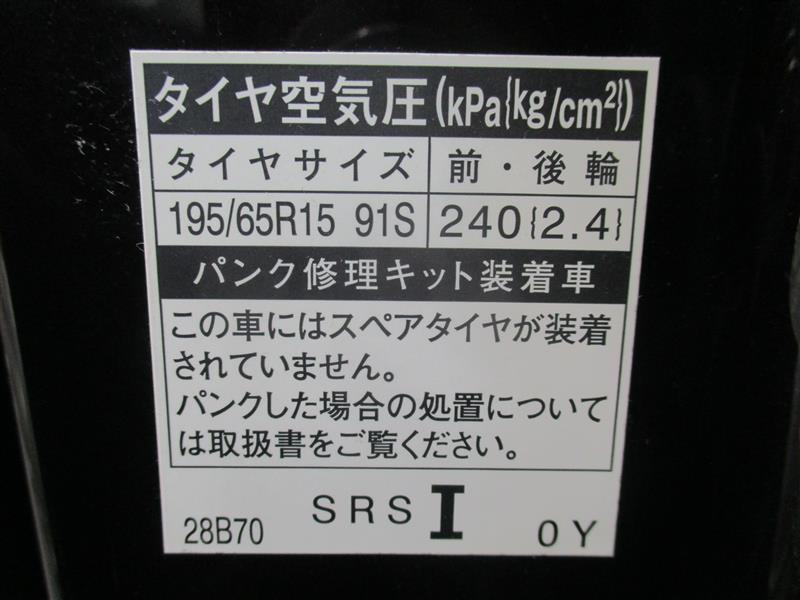 タイヤ空気圧(kPa{kg/cm²})
タイヤサイズ 前・後輪
195/65R15 91S 240{2.4}
パンク修理キット装着車
この車にはスペアタイヤが装着
されていません。
パンクした場合の処置について
は取扱書をご覧ください。
28B70 SRS I 0Y